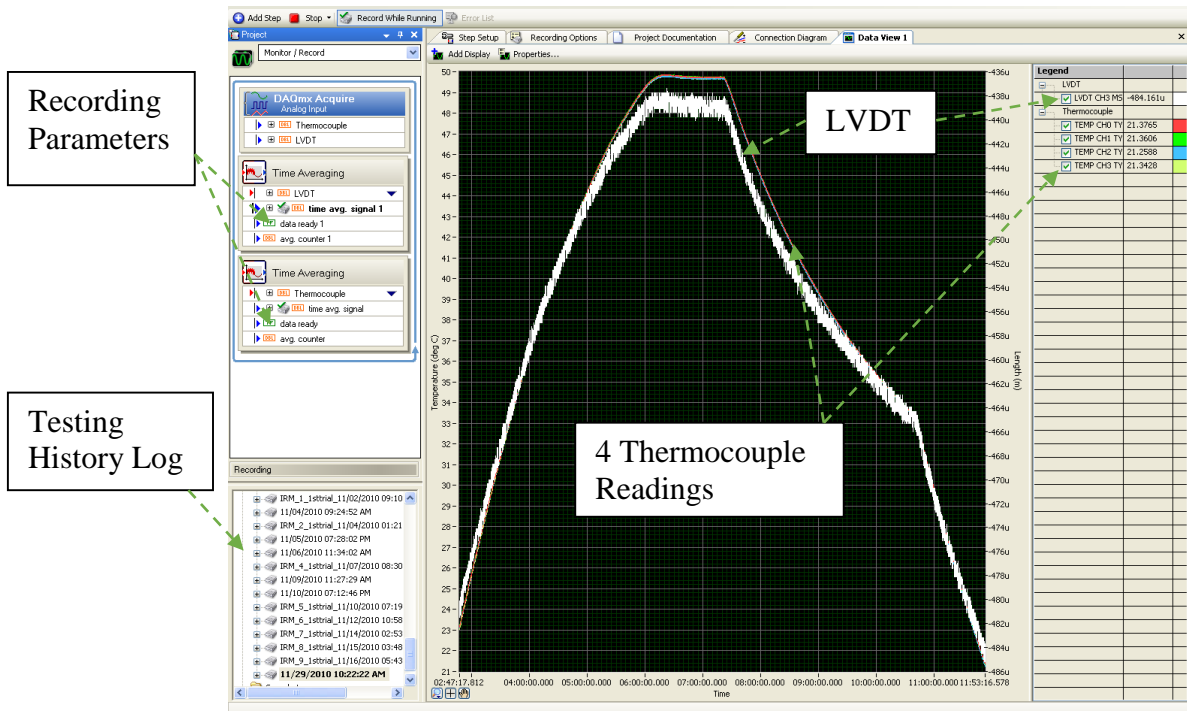 Add Step Stop Record While Running Error List
Project
Monitor / Record
DAQmx Acquire
Analog Input
Thermocouple
LVDT
Time Averaging
LVDT
time avg. signal 1
data ready 1
avg. counter 1
Time Averaging
Thermocouple
time avg. signal
data ready
avg. counter
Recording
Parameters
Testing
History Log
Recording
IRM_1_1sttrial_11/02/2010 09:10
11/04/2010 09:24:52 AM
IRM_2_1sttrial_11/04/2010 01:21
11/05/2010 07:28:02 PM
11/06/2010 11:34:02 AM
IRM_4_1sttrial_11/07/2010 08:30
11/09/2010 11:27:29 AM
11/10/2010 07:12:46 PM
IRM_5_1sttrial_11/10/2010 07:19
IRM_6_1sttrial_11/12/2010 10:58
IRM_7_1sttrial_11/14/2010 02:53
IRM_8_1sttrial_11/15/2010 03:48
IRM_9_1sttrial_11/16/2010 05:43
11/29/2010 10:22:22 AM
Step Setup Recording Options Project Documentation Connection Diagram Data View 1
Add Display Properties...
50
49
48
47
46
45
44
43
42
41
40
39
38
37
36
35
34
33
32
31
30
29
28
27
26
25
24
23
22
21
Temperature (deg C)
LVDT
4 Thermocouple
Readings
-436u
-438u
-440u
-442u
-444u
-446u
-448u
-450u
-452u
-454u
-456u
-458u
-460u
-462u
-464u
-466u
-468u
-470u
-472u
-474u
-476u
-478u
-480u
-482u
-484u
-486u
Length (m)
02:47:17.812 04:00:00.000 05:00:00.000 06:00:00.000 07:00:00.000 08:00:00.000 09:00:00.000 10:00:00.000 11:00:00.000 11:53:16.578
Time
Legend
LVDT
LVDT CH3 MS -484.161u
Thermocouple
TEMP CH0 TY 21.3765
TEMP CH1 TY 21.3606
TEMP CH2 TY 21.2588
TEMP CH3 TY 21.3428